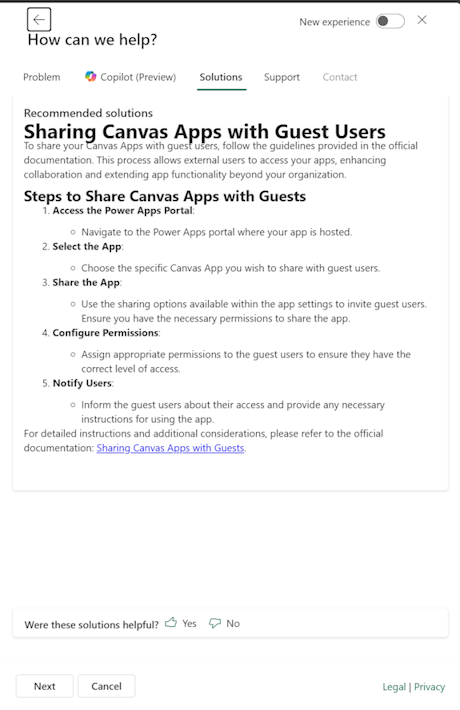 New experience
How can we help?
Problem
Copilot (Preview)
Solutions
Support
Contact
Recommended solutions
Sharing Canvas Apps with Guest Users
To share your Canvas Apps with guest users, follow the guidelines provided in the official
documentation. This process allows external users to access your apps, enhancing
collaboration and extending app functionality beyond your organization.
Steps to Share Canvas Apps with Guests
1. Access the Power Apps Portal:
Navigate to the Power Apps portal where your app is hosted.
2. Select the App:
Choose the specific Canvas App you wish to share with guest users.
3. Share the App:
Use the sharing options available within the app settings to invite guest users.
Ensure you have the necessary permissions to share the app.
4. Configure Permissions:
Assign appropriate permissions to the guest users to ensure they have the
correct level of access.
5. Notify Users:
Inform the guest users about their access and provide any necessary
instructions for using the app.
For detailed instructions and additional considerations, please refer to the official
documentation: Sharing Canvas Apps with Guests.
Were these solutions helpful? Yes No
Next
Cancel
Legal | Privacy